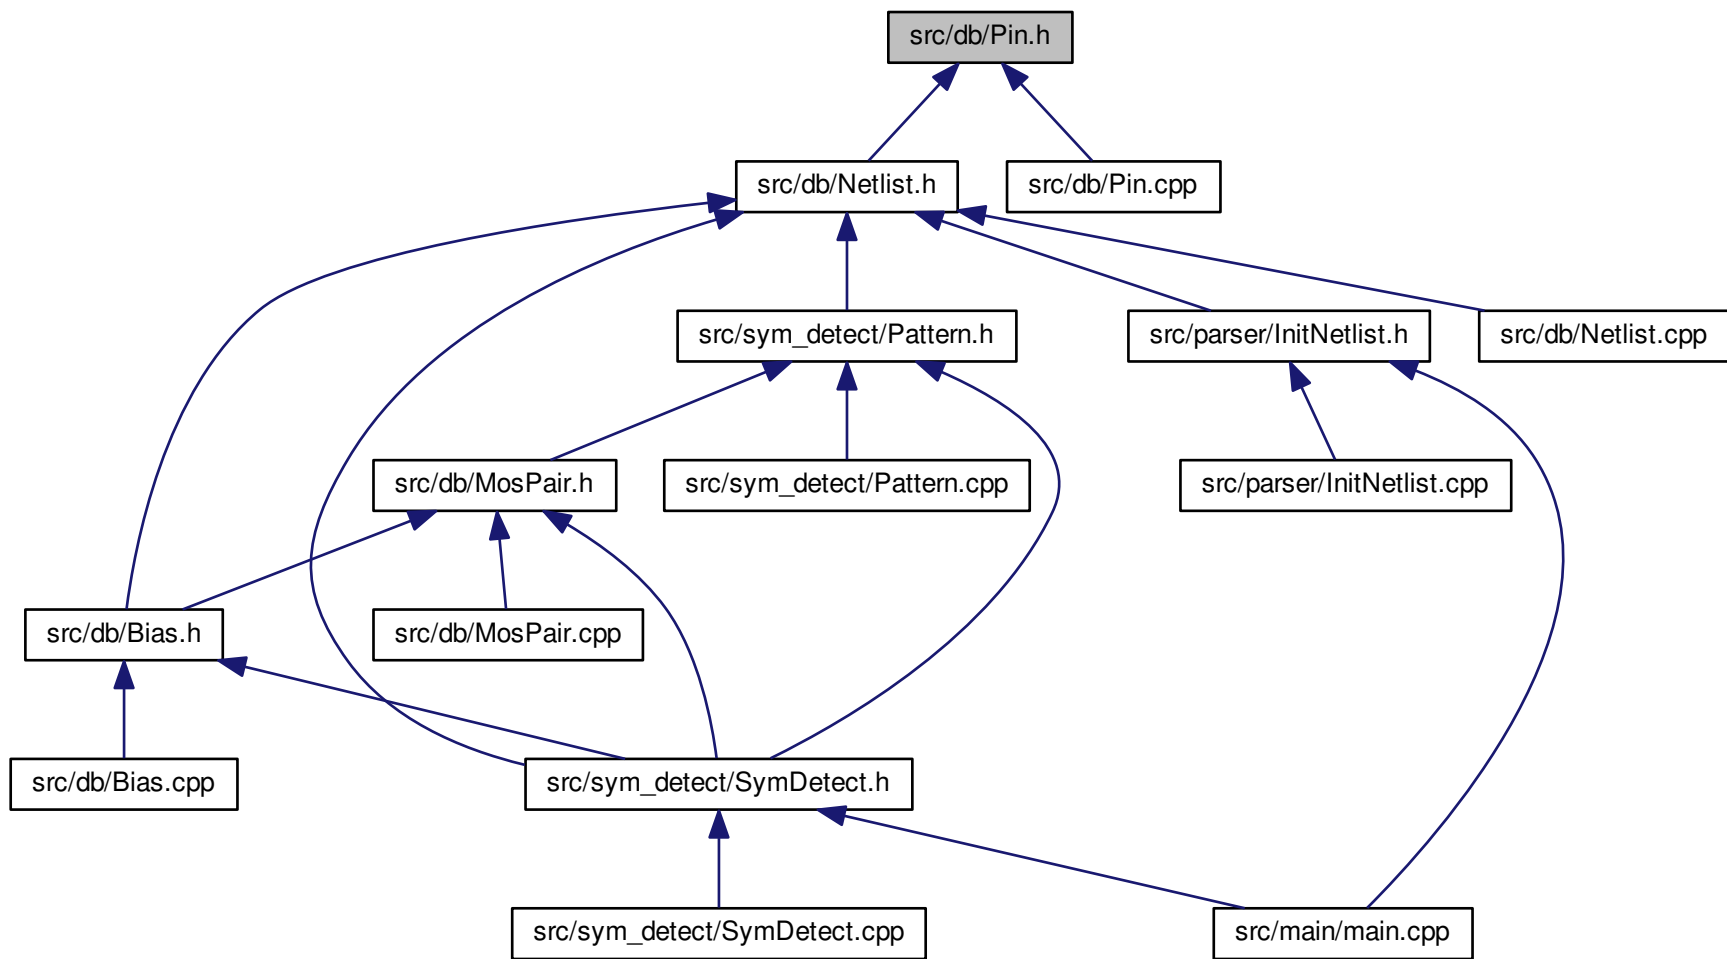 src/db/Pin.h
src/db/Netlist.h
src/db/Pin.cpp
src/sym_detect/Pattern.h
src/parser/InitNetlist.h
src/db/Netlist.cpp
src/db/MosPair.h
src/sym_detect/Pattern.cpp
src/parser/InitNetlist.cpp
src/db/Bias.h
src/db/MosPair.cpp
src/db/Bias.cpp
src/sym_detect/SymDetect.h
src/sym_detect/SymDetect.cpp
src/main/main.cpp